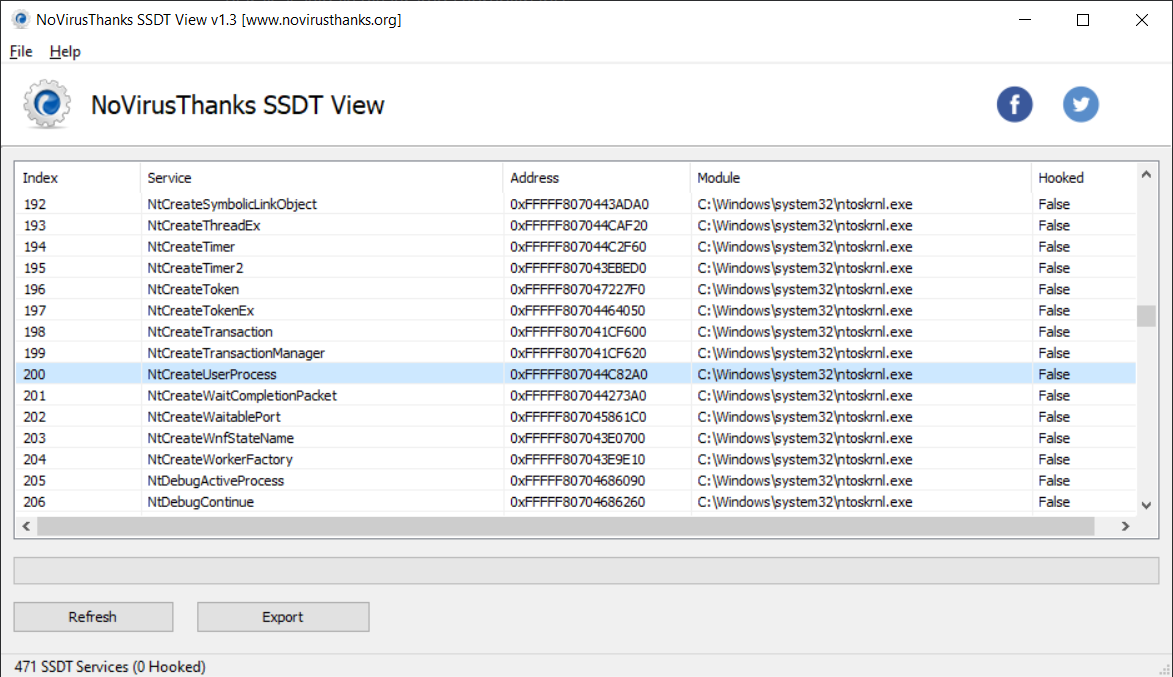 NoVirusThanks SSDT View v1.3 [www.novirusthanks.org]
File Help
NoVirusThanks SSDT View
Index Service Address Module Hooked
192 NtCreateSymbolicLinkObject 0xFFFFF8070443ADA0 C:\Windows\system32\ntoskrnl.exe False
193 NtCreateThreadEx 0xFFFFF807044CAF20 C:\Windows\system32\ntoskrnl.exe False
194 NtCreateTimer 0xFFFFF807044C2F60 C:\Windows\system32\ntoskrnl.exe False
195 NtCreateTimer2 0xFFFFF807043EBED0 C:\Windows\system32\ntoskrnl.exe False
196 NtCreateToken 0xFFFFF807047227F0 C:\Windows\system32\ntoskrnl.exe False
197 NtCreateTokenEx 0xFFFFF80704464050 C:\Windows\system32\ntoskrnl.exe False
198 NtCreateTransaction 0xFFFFF807041CF600 C:\Windows\system32\ntoskrnl.exe False
199 NtCreateTransactionManager 0xFFFFF807041CF620 C:\Windows\system32\ntoskrnl.exe False
200 NtCreateUserProcess 0xFFFFF807044C82A0 C:\Windows\system32\ntoskrnl.exe False
201 NtCreateWaitCompletionPacket 0xFFFFF807044273A0 C:\Windows\system32\ntoskrnl.exe False
202 NtCreateWaitablePort 0xFFFFF807045861C0 C:\Windows\system32\ntoskrnl.exe False
203 NtCreateWnfStateName 0xFFFFF807043E0700 C:\Windows\system32\ntoskrnl.exe False
204 NtCreateWorkerFactory 0xFFFFF807043E9E10 C:\Windows\system32\ntoskrnl.exe False
205 NtDebugActiveProcess 0xFFFFF80704686090 C:\Windows\system32\ntoskrnl.exe False
206 NtDebugContinue 0xFFFFF80704686260 C:\Windows\system32\ntoskrnl.exe False
Refresh Export
471 SSDT Services (0 Hooked)